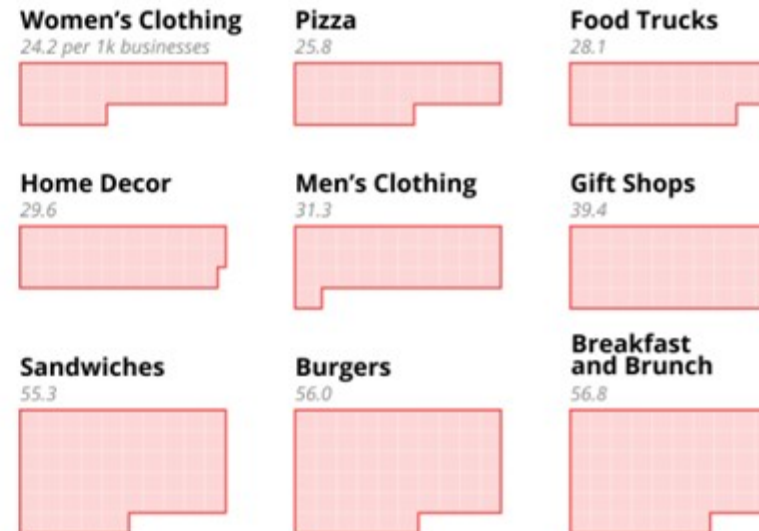 Women's Clothing
24.2 per 1k businesses
Pizza
25.8
Food Trucks
28.1
Home Decor
29.6
Men's Clothing
31.3
Gift Shops
39.4
Sandwiches
55.3
Burgers
56.0
Breakfast
and Brunch
56.8